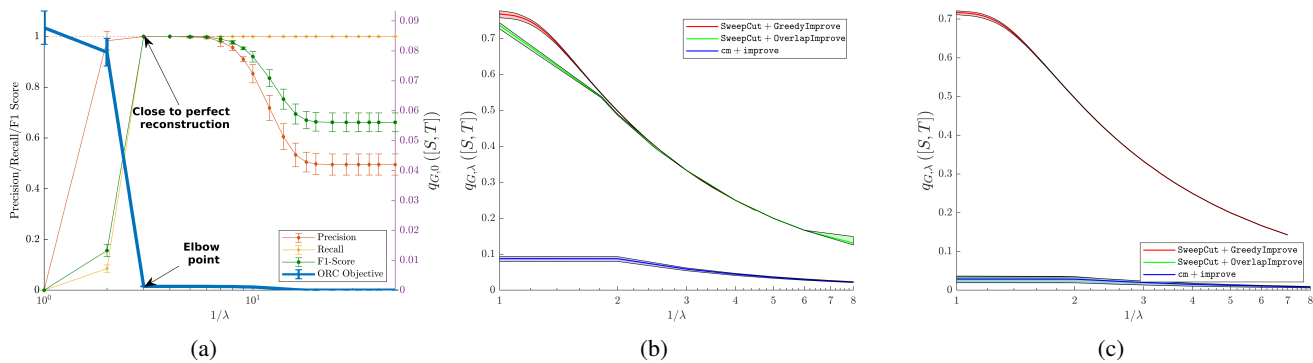 Precision/Recall/F1 Score
1
0.8
0.6
0.4
0.2
0
10⁰
10¹
1/λ
0.09
0.08
0.07
0.06
0.05
0.04
0.03
0.02
0.01
0
q_{G,0} ([S, T])
Close to perfect
reconstruction
Elbow
point
Precision
Recall
F1-Score
ORC Objective
(a)
q_{G,λ} ([S, T])
0.7
0.6
0.5
0.4
0.3
0.2
0.1
0
1
2
3
4
5
6
7
8
1/λ
SweepCut + GreedyImprove
SweepCut + OverlapImprove
cm + improve
(b)
q_{G,λ} ([S, T])
0.7
0.6
0.5
0.4
0.3
0.2
0.1
0
1
2
3
4
5
6
7
8
1/λ
SweepCut + GreedyImprove
SweepCut + OverlapImprove
cm + improve
(c)